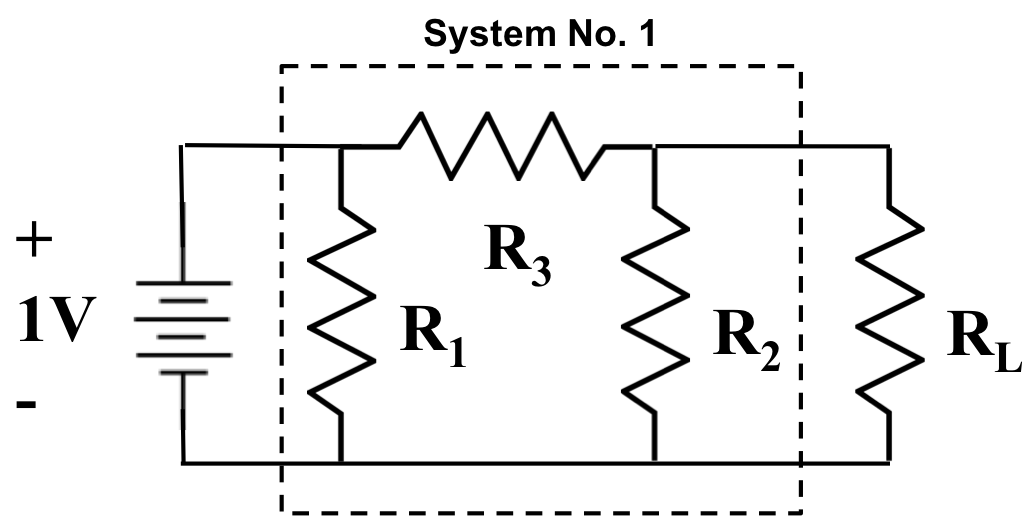 System No. 1
+
1V
-
R3
R1
R2
RL